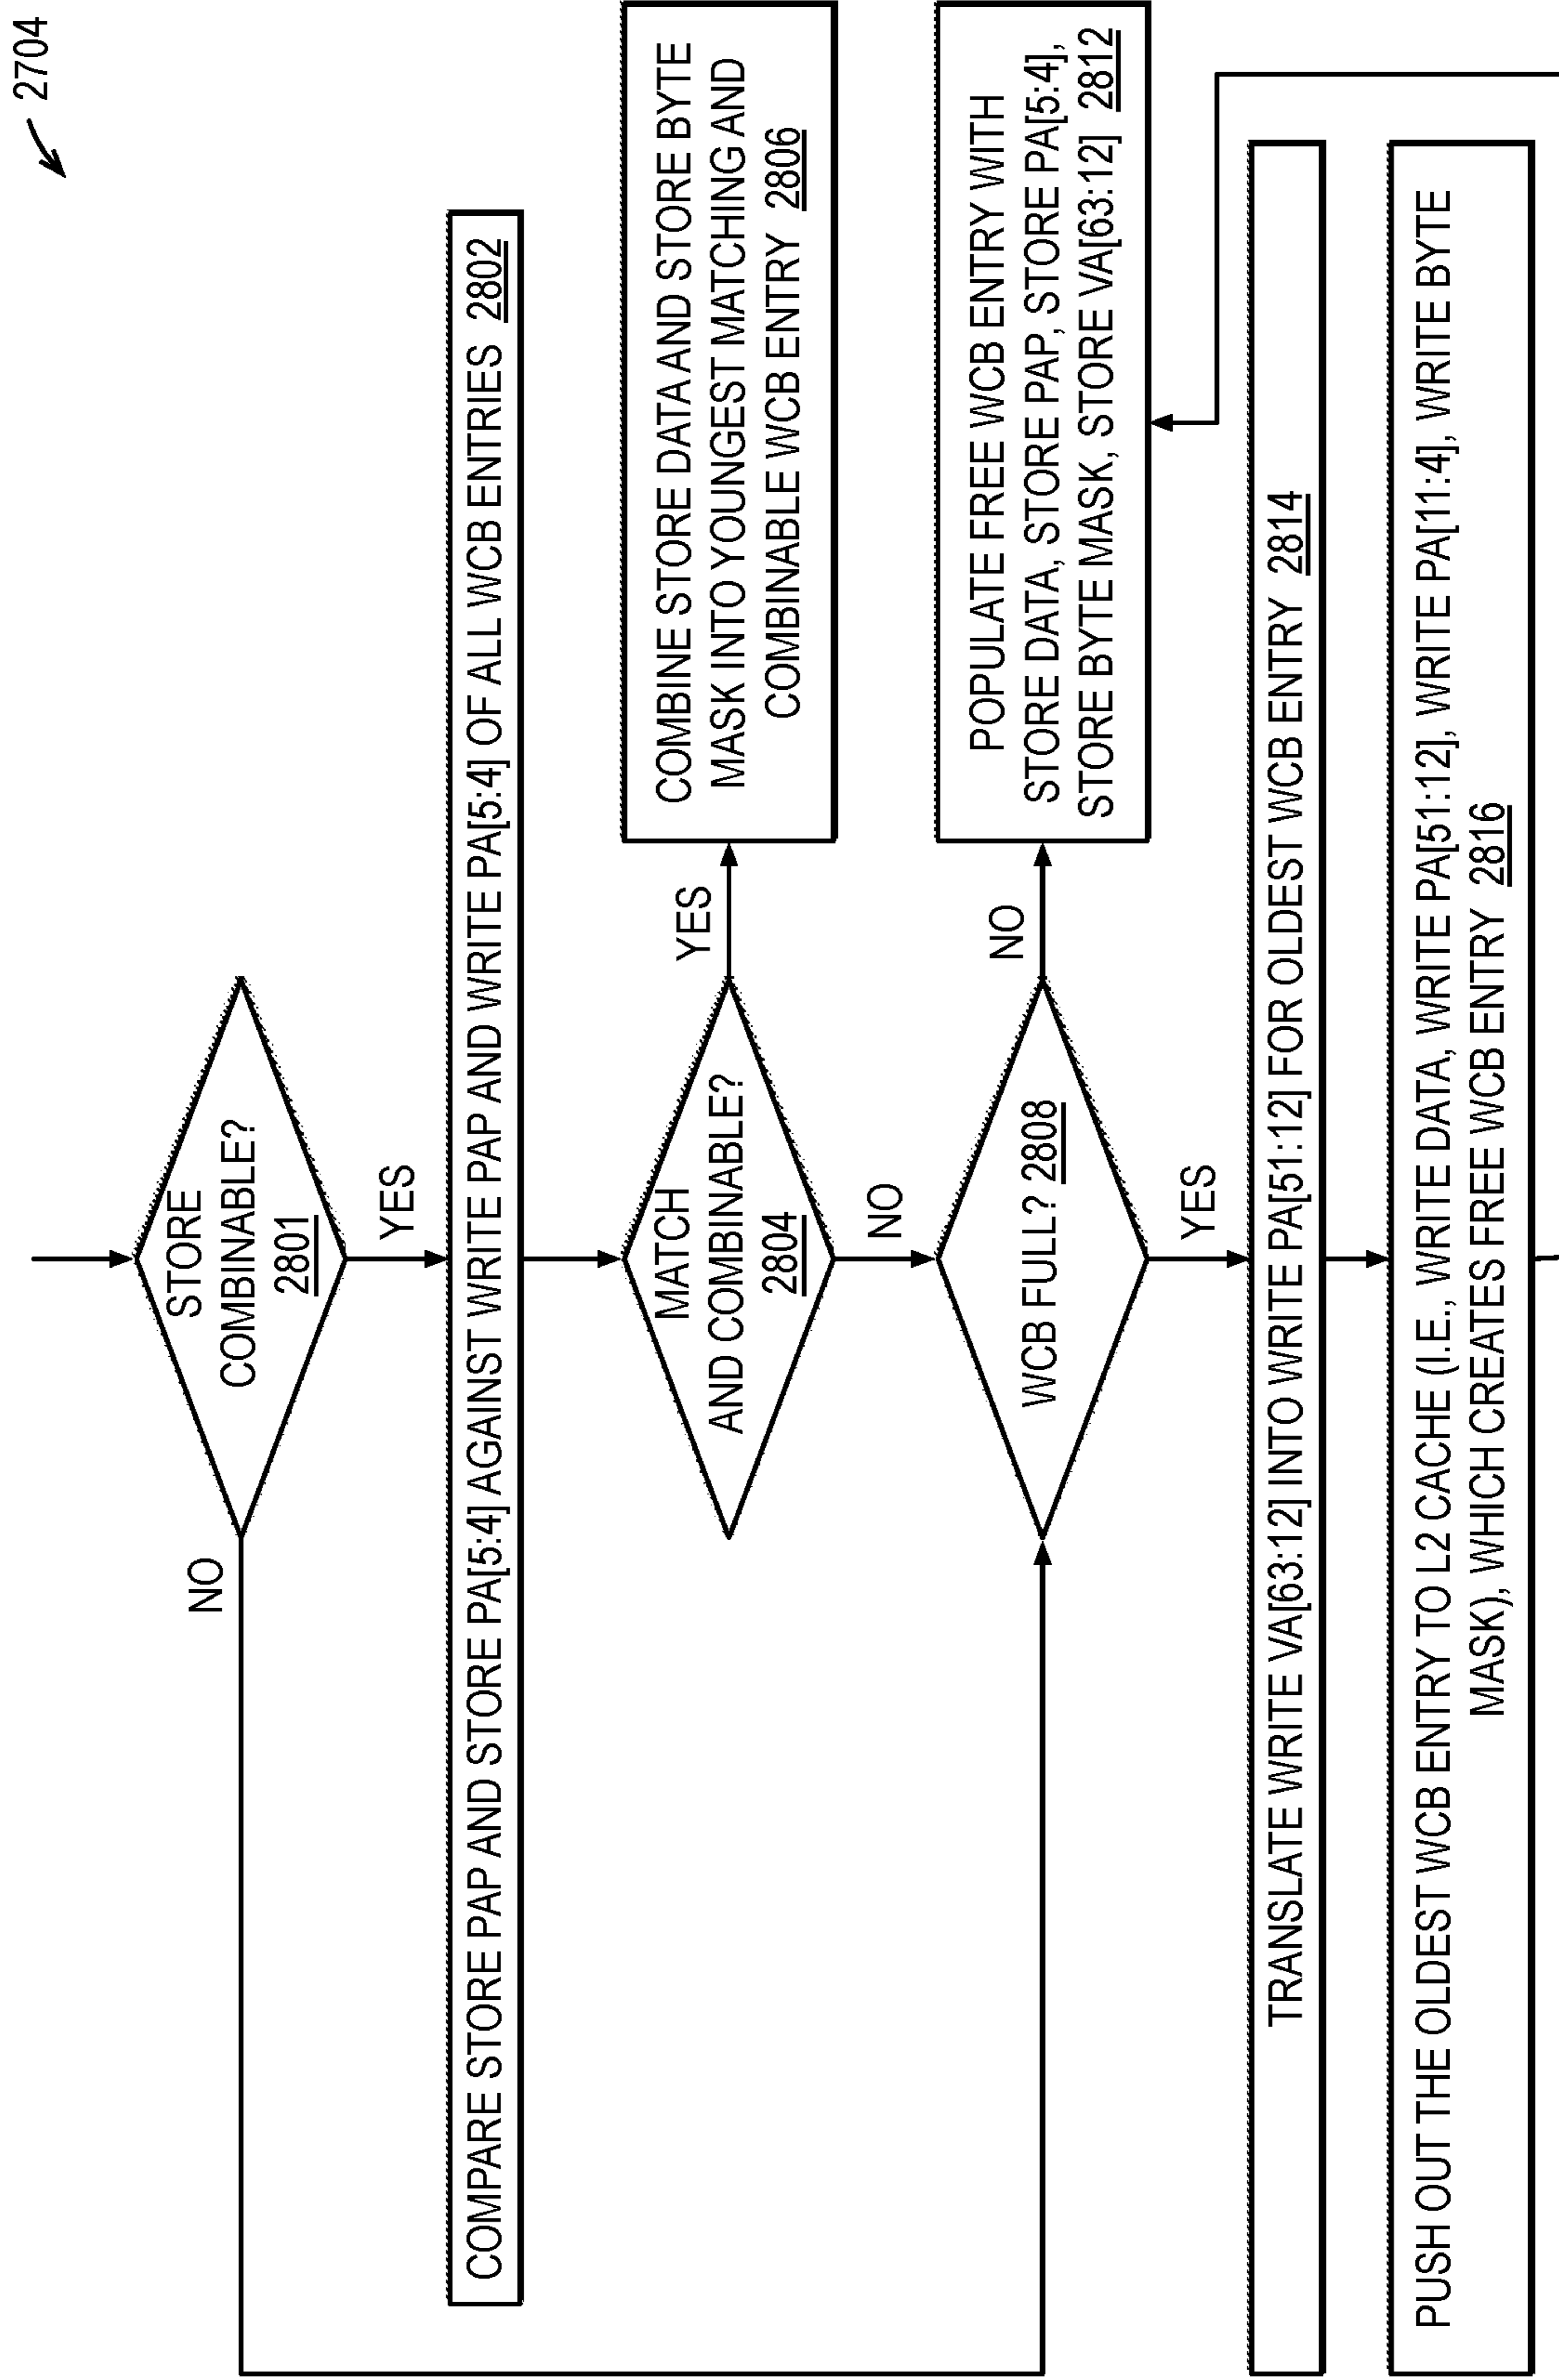 2704
STORE
COMBINABLE?
2801
NO
YES
COMPARE STORE PAP AND STORE PA[5:4] AGAINST WRITE PAP AND WRITE PA[5:4] OF ALL WCB ENTRIES 2802
MATCH
AND COMBINABLE?
2804
YES
COMBINE STORE DATA AND STORE BYTE
MASK INTO YOUNGEST MATCHING AND
COMBINABLE WCB ENTRY 2806
NO
WCB FULL? 2808
NO
POPULATE FREE WCB ENTRY WITH
STORE DATA, STORE PAP, STORE PA[5:4],
STORE BYTE MASK, STORE VA[63:12] 2812
YES
TRANSLATE WRITE VA[63:12] INTO WRITE PA[51:12] FOR OLDEST WCB ENTRY 2814
PUSH OUT THE OLDEST WCB ENTRY TO L2 CACHE (I.E., WRITE DATA, WRITE PA[51:12], WRITE PA[11:4], WRITE BYTE
MASK), WHICH CREATES FREE WCB ENTRY 2816